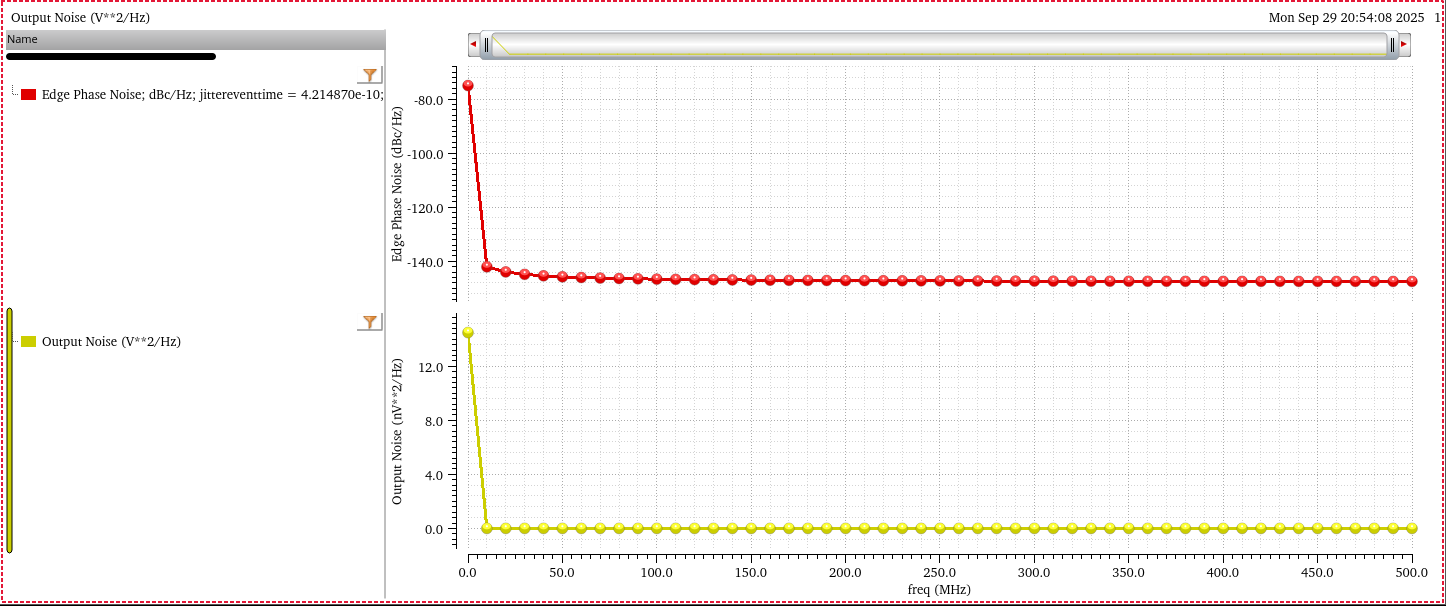 Output Noise (V**2/Hz)
Mon Sep 29 20:54:08 2025 1
Name
Edge Phase Noise; dBc/Hz; jittereventtime = 4.214870e-10;
Output Noise (V**2/Hz)
Edge Phase Noise (dBc/Hz)
-80.0
-100.0
-120.0
-140.0
Output Noise (nV**2/Hz)
12.0
8.0
4.0
0.0
0.0 50.0 100.0 150.0 200.0 250.0 300.0 350.0 400.0 450.0 500.0
freq (MHz)